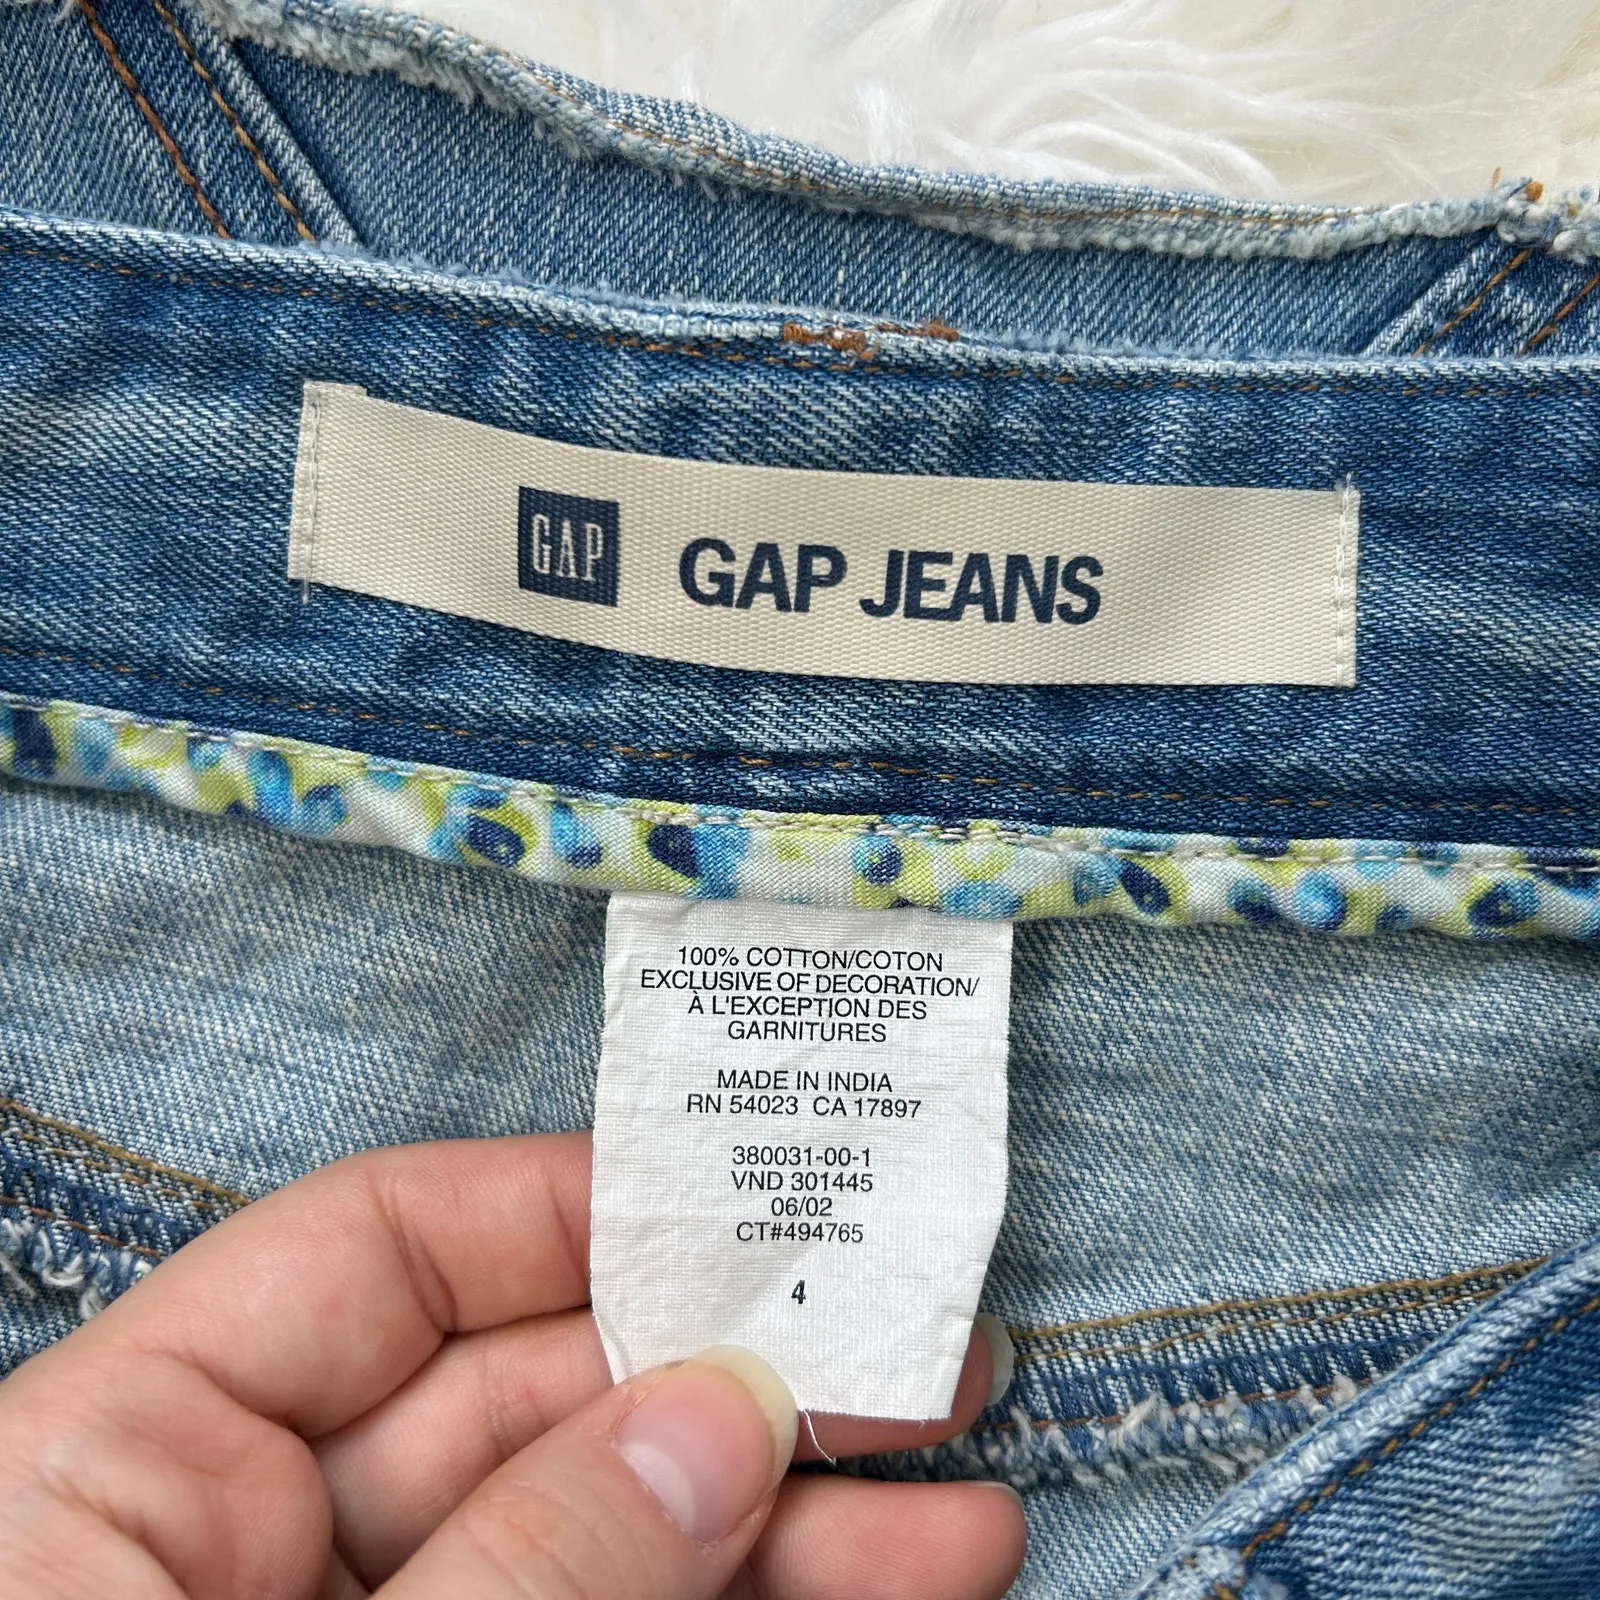 GAP GAP JEANS
100% COTTON/COTON
EXCLUSIVE OF DECORATION/
À L'EXCEPTION DES
GARNITURES
MADE IN INDIA
RN 54023 CA 17897
380031-00-1
VND 301445
06/02
CT#494765
4